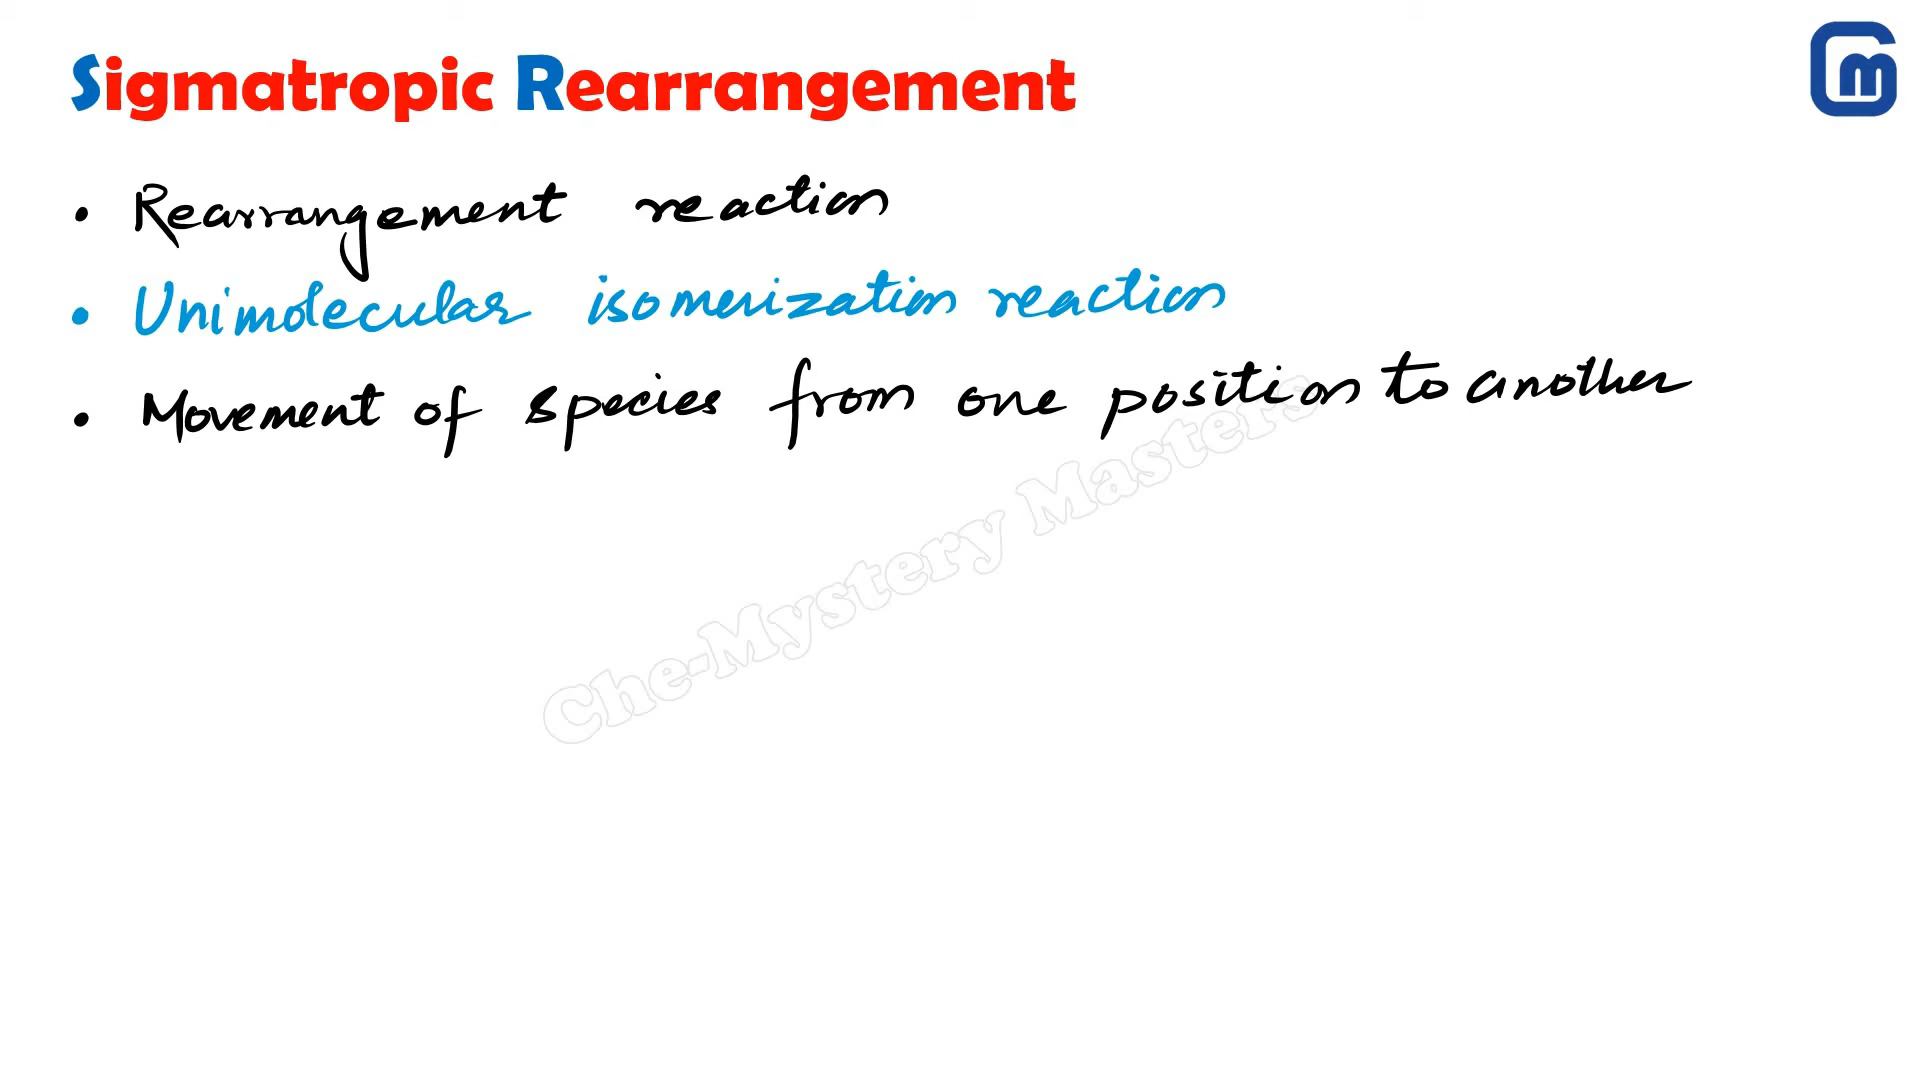 Sigmatropic Rearrangement
• Rearrangement reaction
• Unimolecular isomerization reaction
• Movement of species from one position to another
Che-Mystery Masters